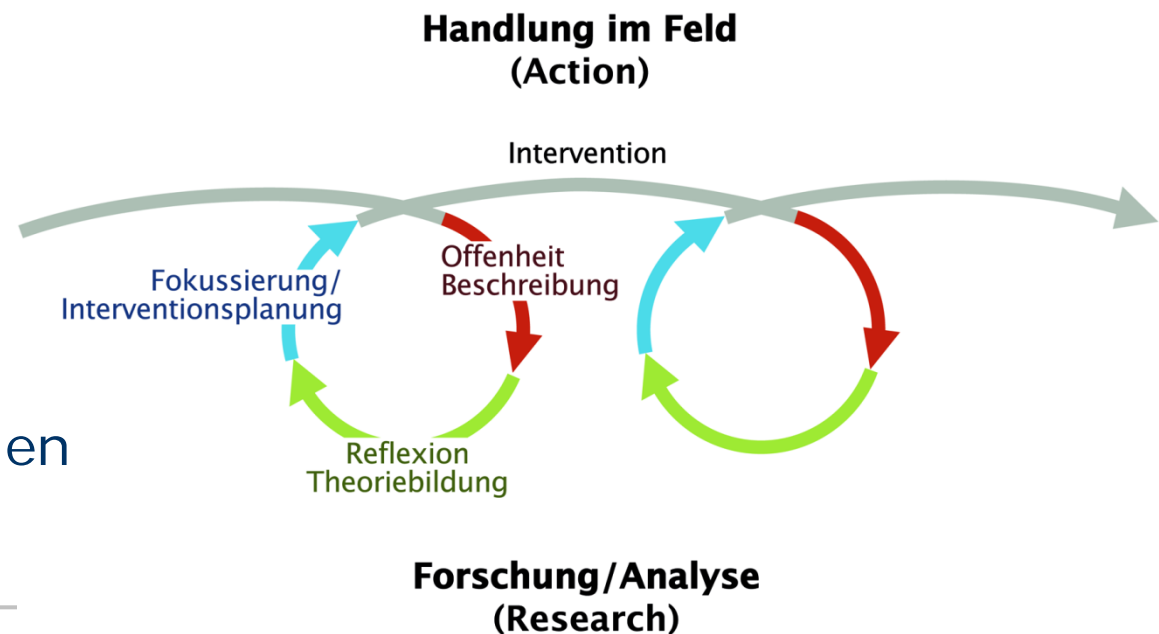 Handlung im Feld
(Action)
Intervention
Offenheit
Beschreibung
Fokussierung/
Interventionsplanung
en
Reflexion
Theoriebildung
Forschung/Analyse
(Research)